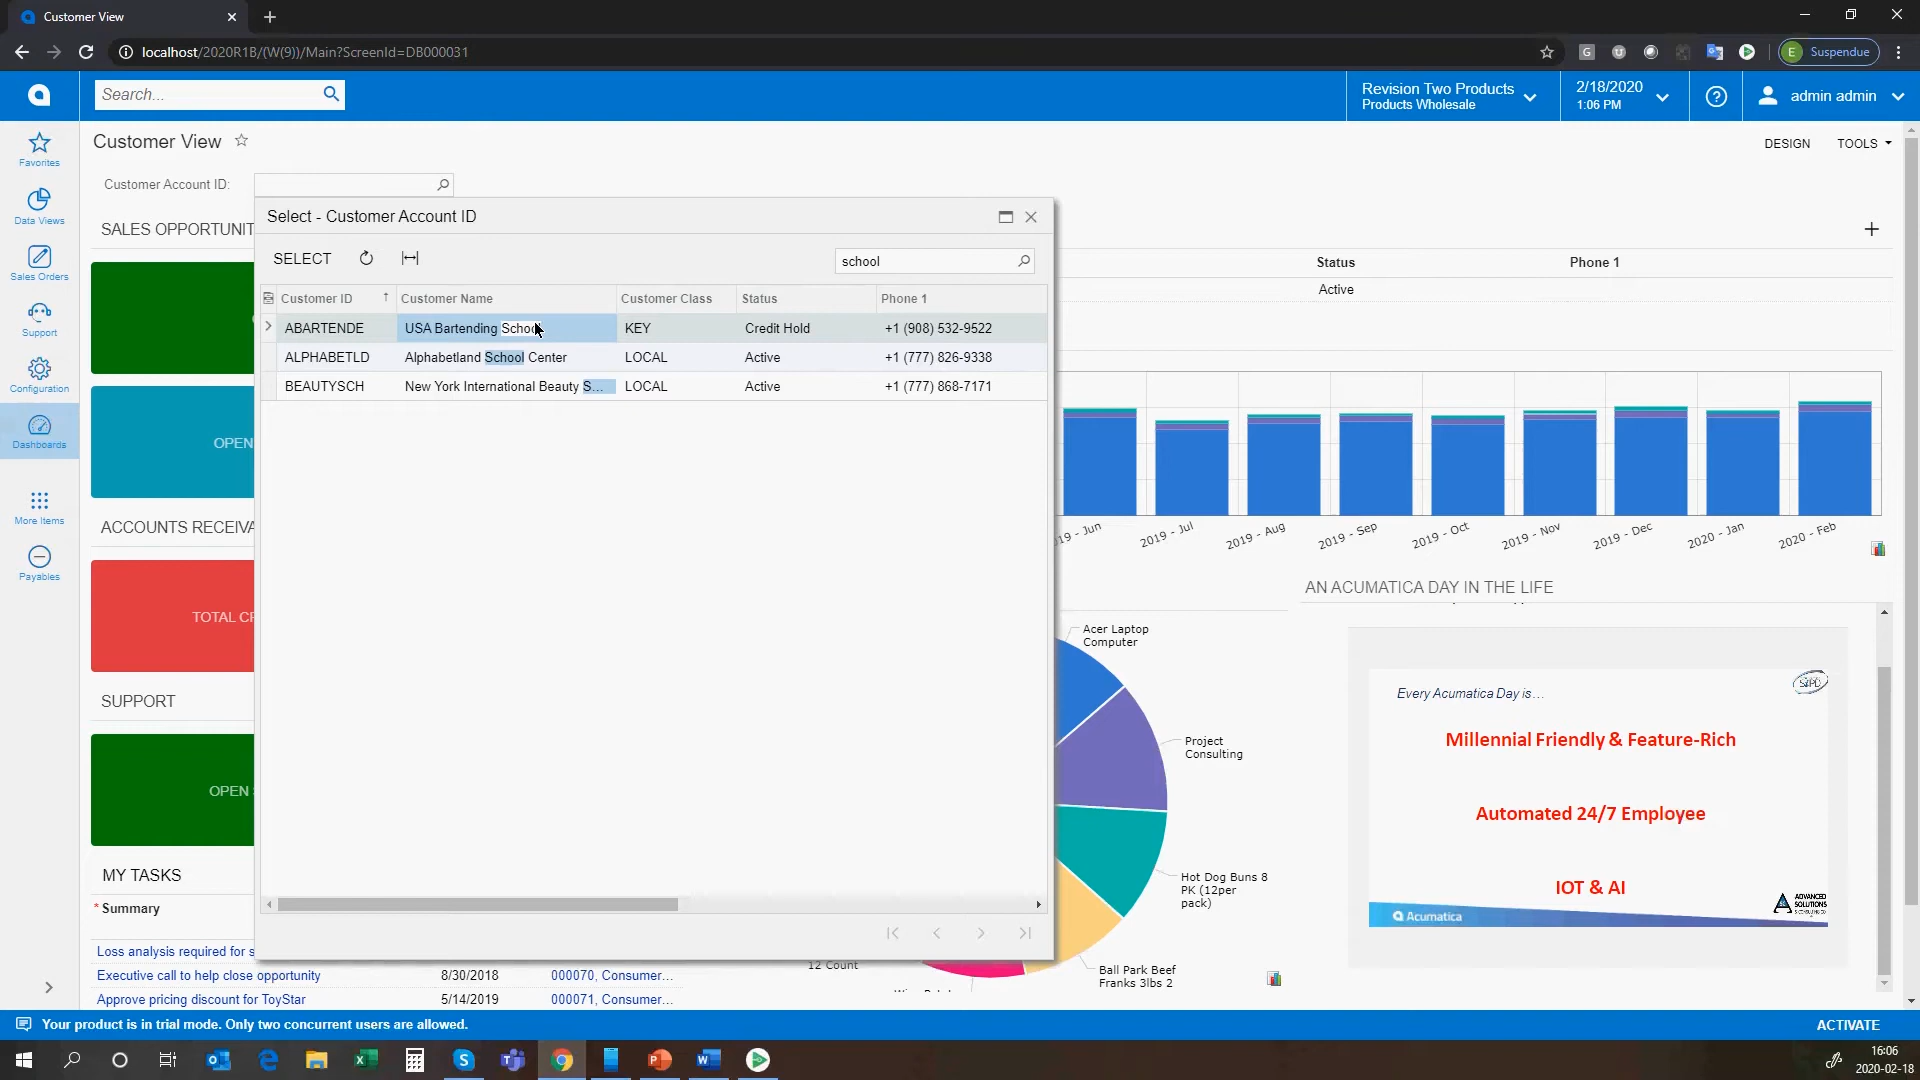 Customer View
localhost/2020R1B/(W(9))/Main?ScreenId=DB000031
G
E
Suspendue
Search...
Revision Two Products
Products Wholesale
2/18/2020
1:06 PM
admin admin
Favorites
Data Views
Sales Orders
Support
Configuration
Dashboards
More Items
Payables
Customer View
DESIGN
TOOLS
Customer Account ID:
SALES OPPORTUNIT
OPEN
ACCOUNTS RECEIVA
TOTAL CR
SUPPORT
OPEN
MY TASKS
* Summary
Loss analysis required for s
Executive call to help close opportunity 8/30/2018 000070, Consumer...
Approve pricing discount for ToyStar 5/14/2019 000071, Consumer...
Select - Customer Account ID
SELECT
school
Customer ID Customer Name Customer Class Status Phone 1
ABARTENDE USA Bartending School KEY Credit Hold +1 (908) 532-9522
ALPHABETLD Alphabetland School Center LOCAL Active +1 (777) 826-9338
BEAUTYSCH New York International Beauty S... LOCAL Active +1 (777) 868-7171
Status Phone 1
Active
19 - Jun
2019 - Jul
2019 - Aug
2019 - Sep
2019 - Oct
2019 - Nov
2019 - Dec
2020 - Jan
2020 - Feb
Acer Laptop
Computer
Project
Consulting
Hot Dog Buns 8
PK (12per
pack)
Ball Park Beef
Franks 3lbs 2
12 Count
AN ACUMATICA DAY IN THE LIFE
Every Acumatica Day is...
Millennial Friendly & Feature-Rich
Automated 24/7 Employee
IOT & AI
Acumatica
ADVANCED
SOLUTIONS
Your product is in trial mode. Only two concurrent users are allowed.
ACTIVATE
16:06
2020-02-18